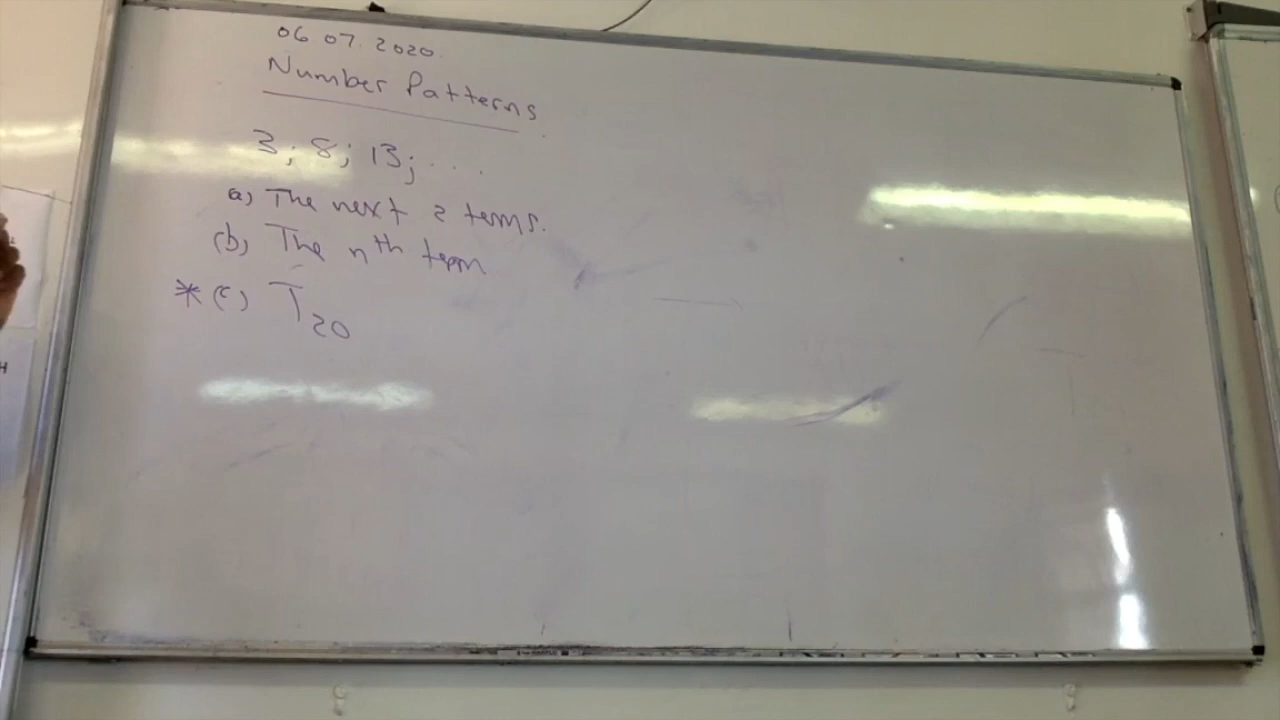 06 07. 2020.
Number Patterns
3; 8; 13; ...
a) The next 2 terms.
(b) The nth term
* (c) T20
H